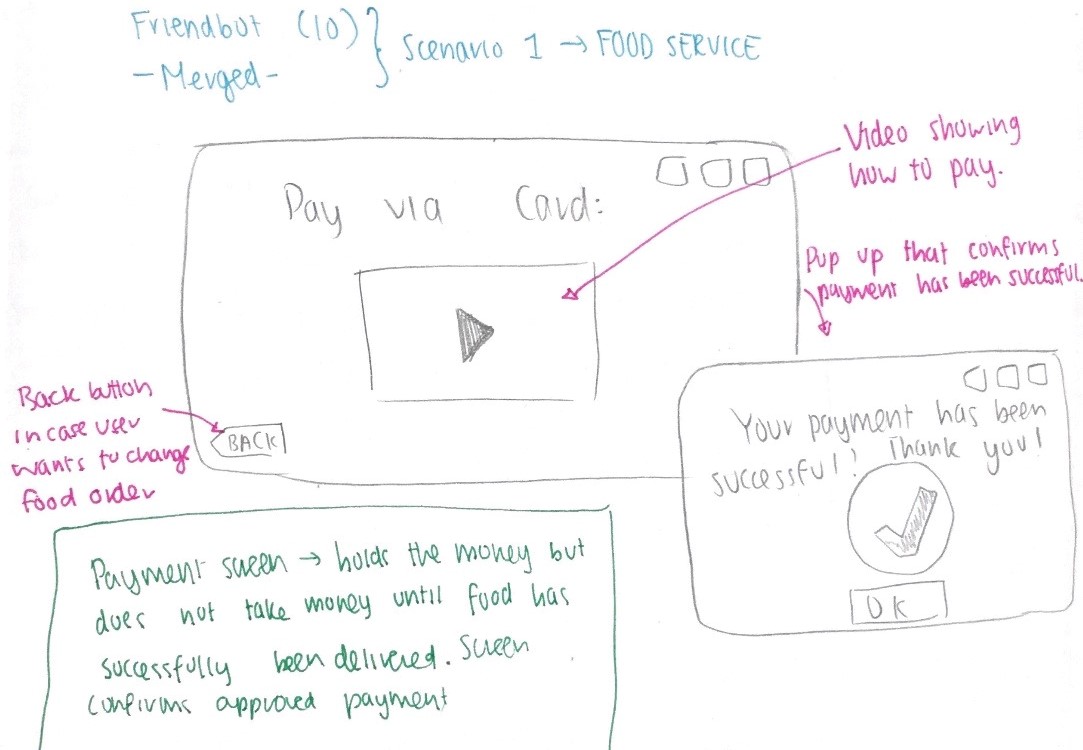 Friendbot (10)
-Merged-
Scenario 1 → FOOD SERVICE
Video showing
how to pay.
Pay via Card:
Pop up that confirms
payment has been successful.
Back button
in case user
wants to change
food order
BACK
Your payment has been
successful! Thank you!
OK
Payment screen → holds the money but
does not take money until food has
successfully been delivered. Screen
confirms approved payment